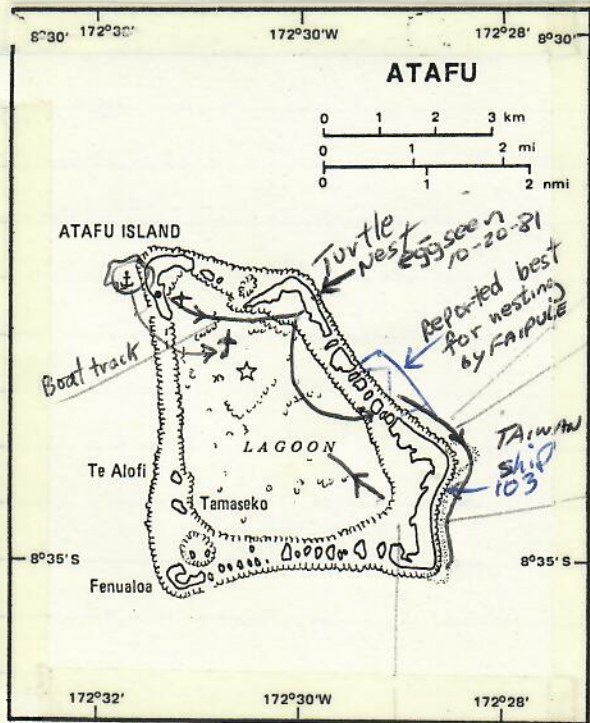 172°32' 172°30' 172°28'
8°30' 8°30'
ATAFU
0 1 2 3 km
0 1 2 mi
0 1 2 nmi
ATAFU ISLAND
Turtle
Nest egg seen
10-20-81
Reported best
for nesting
by FAIPULE
Boat track
LAGOON
TAIWAN
ship
103
Te Alofi
Tamaseko
8°35'S 8°35'S
Fenualoa
172°32' 172°30' 172°28'